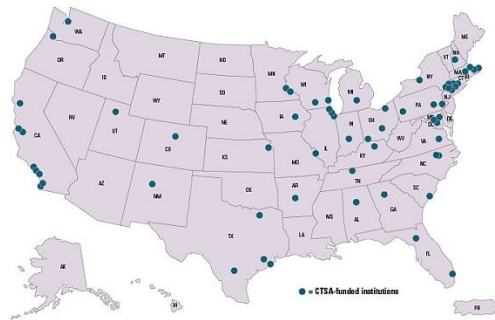 WA
OR
CA
NV
ID
MT
WY
UT
AZ
CO
NM
ND
SD
NE
KS
OK
TX
MN
IA
MO
AR
LA
WI
IL
MI
IN
OH
KY
TN
MS
AL
GA
FL
SC
NC
VA
WV
PA
NY
VT
NH
ME
MA
CT
RI
NJ
DE
MD
AK
HI
PR
= CTSA-funded institutions